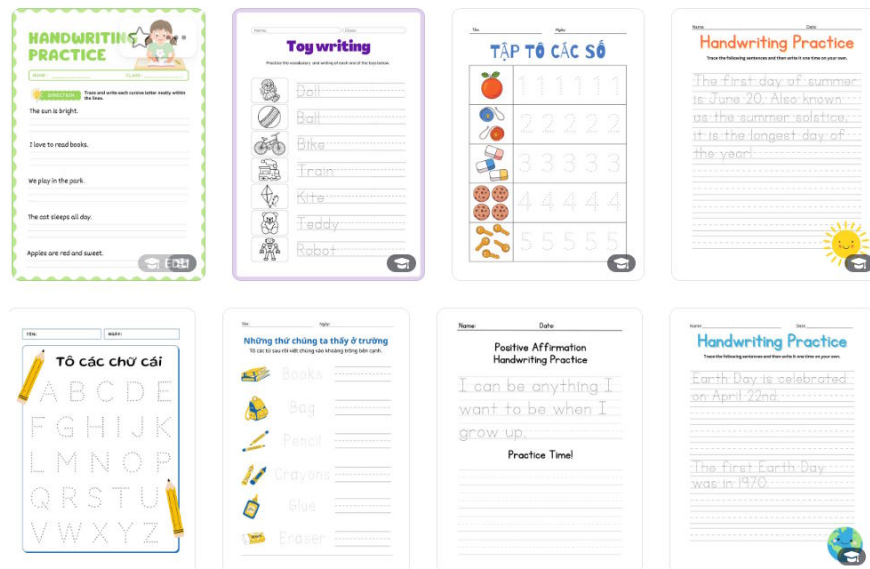 HANDWRITING
PRACTICE
NAME:
CLASS:
DIRECTION
Trace and write each cursive letter neatly within
the lines.
The sun is bright.
I love to read books.
We play in the park.
The cat sleeps all day.
Apples are red and sweet.
Name:
Class:
Toy writing
Practice the vocabulary and writing of each one of the toys below.
Doll
Ball
Bike
Train
Kite
Teddy
Robot
Tên:
Ngày:
TẬP TÔ CÁC SỐ
1 1 1 1 1 1
2 2 2 2 2
3 3 3 3 3
4 4 4 4 4
5 5 5 5 5
Name:
Date:
Handwriting Practice
Trace the following sentences and then write it one time on your own.
The first day of summer
is June 20. Also known
as the summer solstice,
it is the longest day of
the year!
TÊN:
NGÀY:
Tô các chữ cái
A B C D E
F G H I J K
L M N O P
Q R S T U
V W X Y Z
Tên:
Ngày:
Những thứ chúng ta thấy ở trường
Tô các từ sau rồi viết chúng vào khoảng trống bên cạnh.
Books
Bag
Pencil
Crayons
Glue
Eraser
Name:
Date:
Positive Affirmation
Handwriting Practice
I can be anything I
want to be when I
grow up.
Practice Time!
Name:
Date:
Handwriting Practice
Trace the following sentences and then write it one time on your own.
Earth Day is celebrated
on April 22nd.
The first Earth Day
was in 1970.